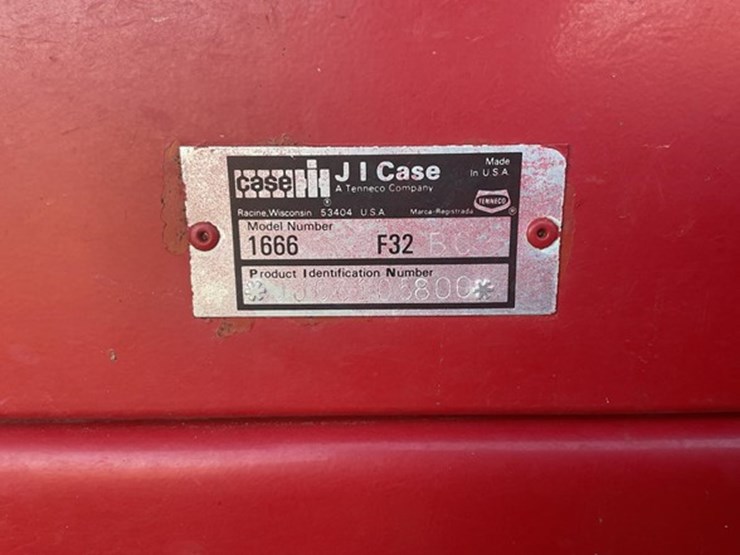 case IH J I Case
A Tenneco Company
Made
In U.S.A
TENNECO
Racine, Wisconsin 53404 U.S.A. Marca-Registrada ®
Model Number
1666 F32
Product Identification Number